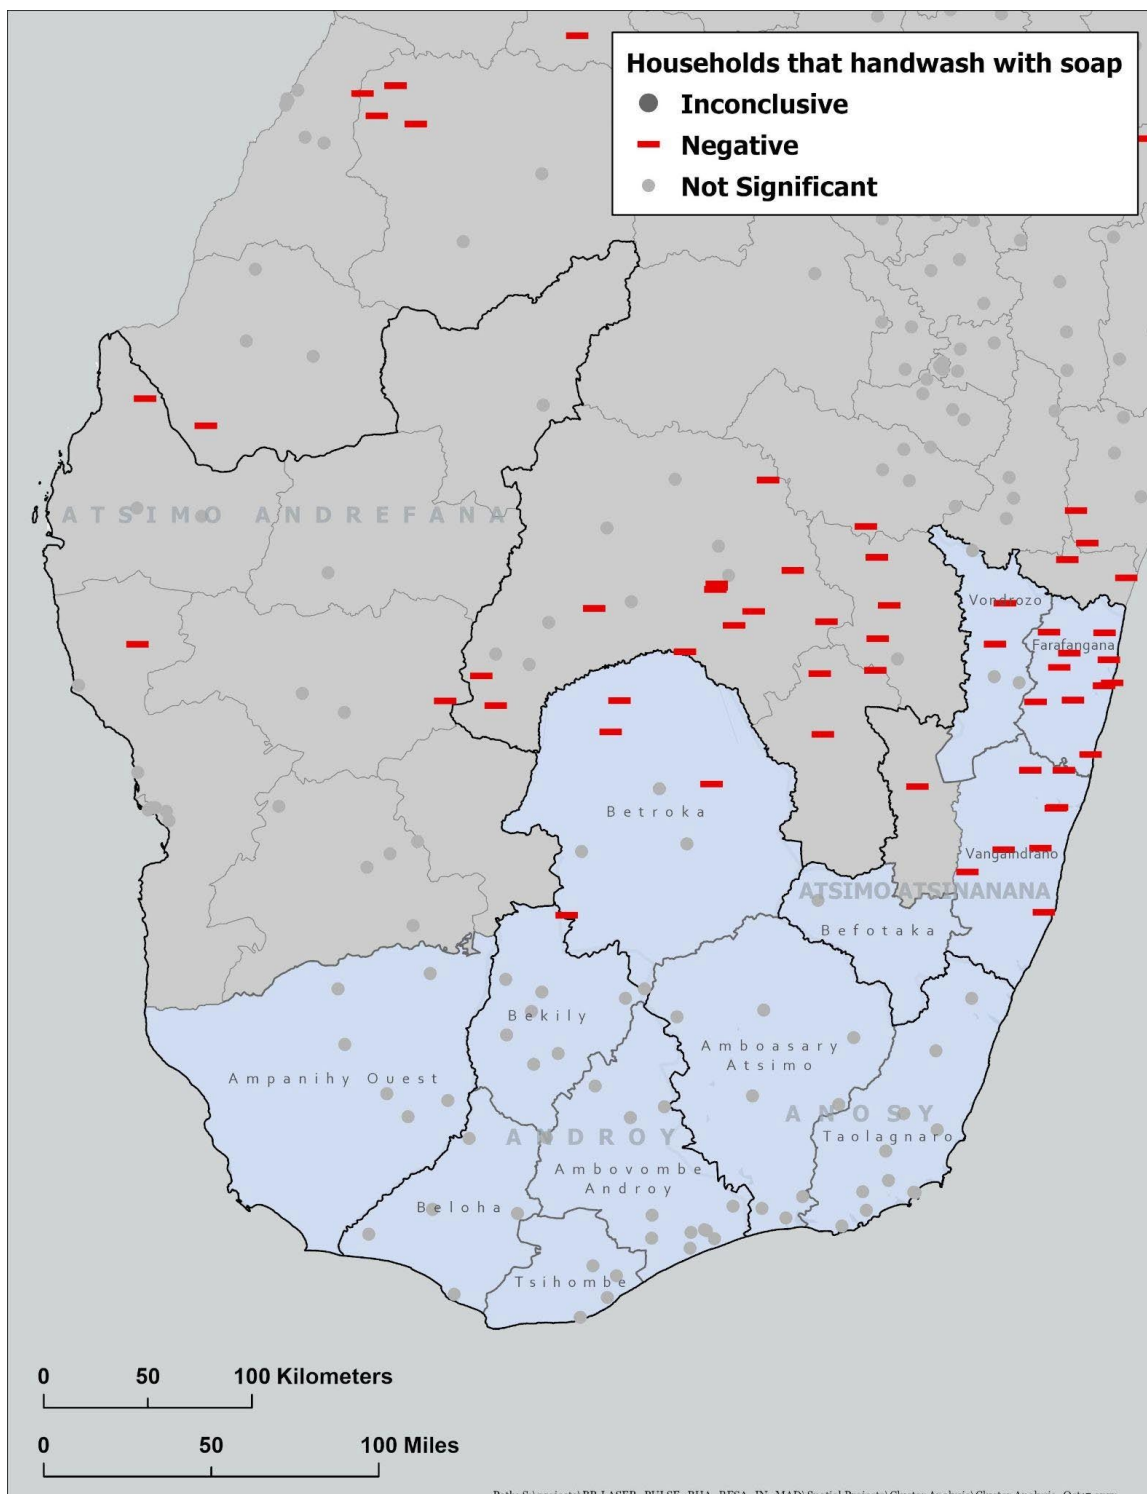 Households that handwash with soap
Inconclusive
Negative
Not Significant
ATSIMO ANDREFANA
Vondrozo
Farafangana
Betroka
Vangaindrano
ATSIMO ATSINANANA
Befotaka
Bekily
Amboasary
Atsimo
Ampanihy Ouest
ANOSY
Taolagnaro
ANDROY
Ambovombe
Androy
Beloha
Tsihombe
0 50 100 Kilometers
0 50 100 Miles